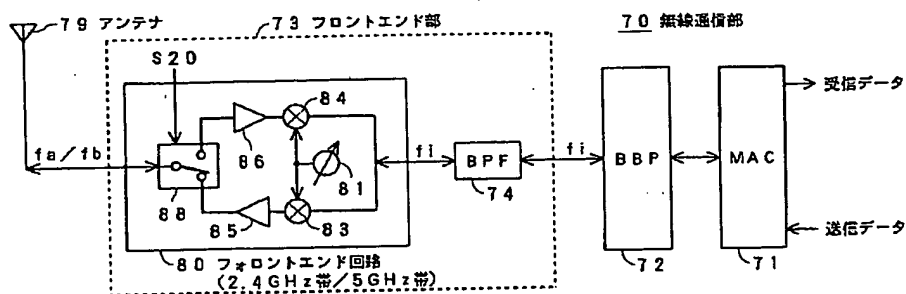 79 アンテナ
73 フロントエンド部
70 無線通信部
S20
84
86
81
88
85
83
fa/fb
fi
BPF
74
fi
BBP
72
MAC
71
受信データ
送信データ
80 フォロントエンド回路
(2.4GHz帯/5GHz帯)